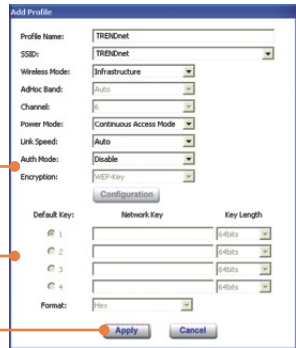 Add Profile
Profile Name: TRENDnet
SSID: TRENDnet
Wireless Mode: Infrastructure
AdHoc Band: Auto
Channel: 6
Power Mode: Continuous Access Mode
Link Speed: Auto
Auth Mode: Disable
Encryption: WEP-Key
Configuration
Default Key: Network Key Key Length
1 64bits
2 64bits
3 64bits
4 64bits
Format: Hex
Apply Cancel